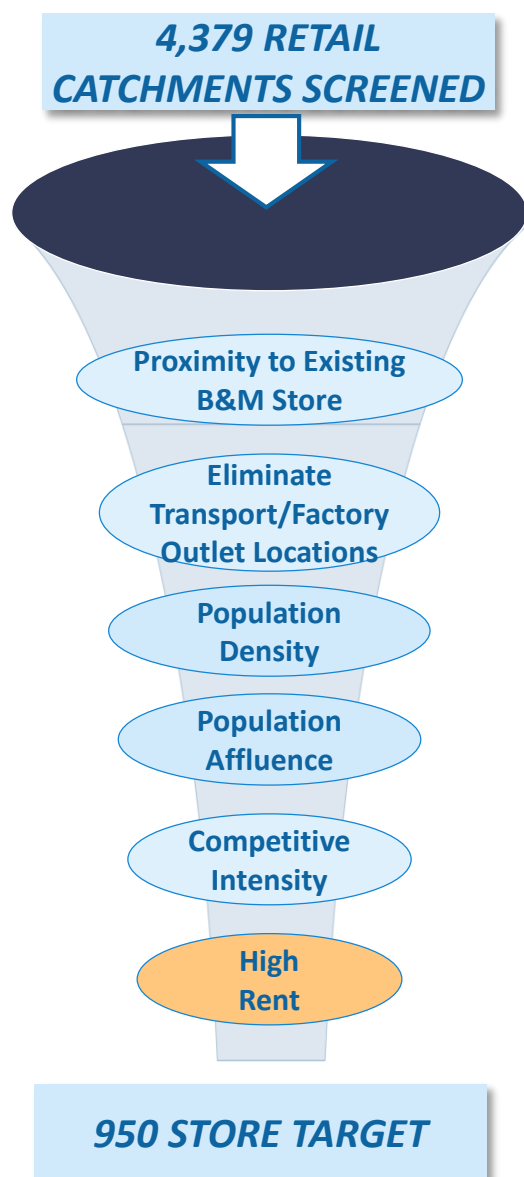 4,379 RETAIL
CATCHMENTS SCREENED
Proximity to Existing
B&M Store
Eliminate
Transport/Factory
Outlet Locations
Population
Density
Population
Affluence
Competitive
Intensity
High
Rent
950 STORE TARGET